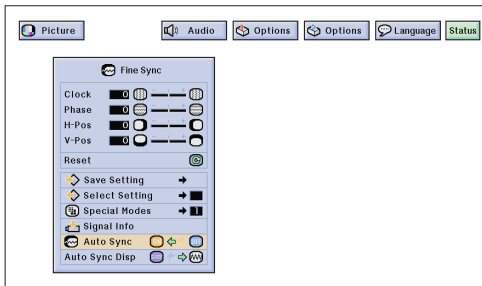 Picture
Audio
Options
Options
Language
Status
Fine Sync
Clock 0
Phase 0
H-Pos 0
V-Pos 0
Reset
Save Setting
Select Setting
Special Modes 1
Signal Info
Auto Sync
Auto Sync Disp